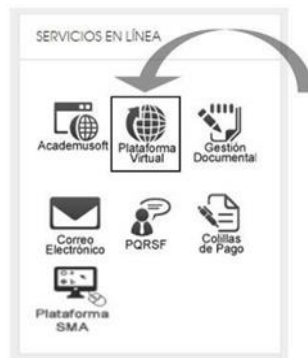 SERVICIOS EN LÍNEA
Academusoft
Plataforma
Virtual
Gestión
Documental
Correo
Electrónico
PQRSF
Colillas
de Pago
Plataforma
SMA